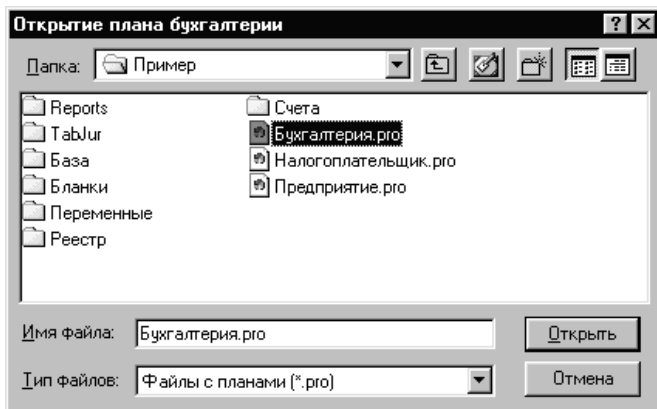 Открытие плана бухгалтерии
Папка: Пример
Reports Счета
TabJur Бухгалтерия.pro
База Налогоплательщик.pro
Бланки Предприятие.pro
Переменные
Реестр
Имя файла: Бухгалтерия.pro Открыть
Тип файлов: Файлы с планами (*.pro) Отмена